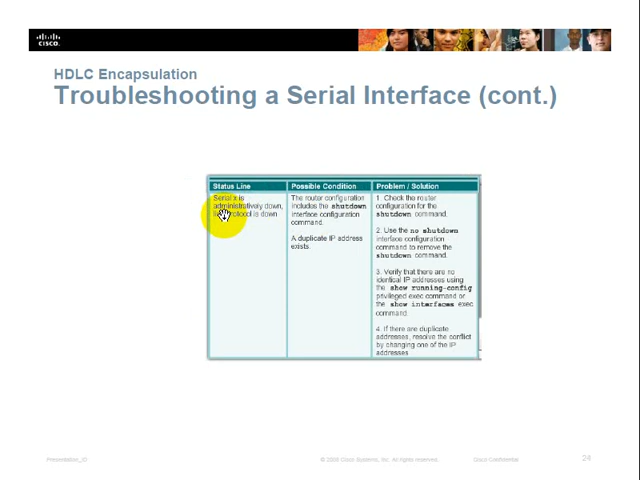 CISCO
HDLC Encapsulation
Troubleshooting a Serial Interface (cont.)
Status Line
Possible Condition
Problem / Solution
Serial x is
administratively down,
protocol is down
The router configuration
includes the shutdown
interface configuration
command.
A duplicate IP address
exists.
1. Check the router
configuration for the
shutdown command.
2. Use the no shutdown
interface configuration
command to remove the
shutdown command.
3. Verify that there are no
identical IP addresses using
the show running-config
privileged exec command or
the show interfaces exec
command.
4. If there are duplicate
addresses, resolve the conflict
by changing one of the IP
addresses
Presentation_ID
Cisco Systems, Inc. All rights reserved.
Cisco Confidential